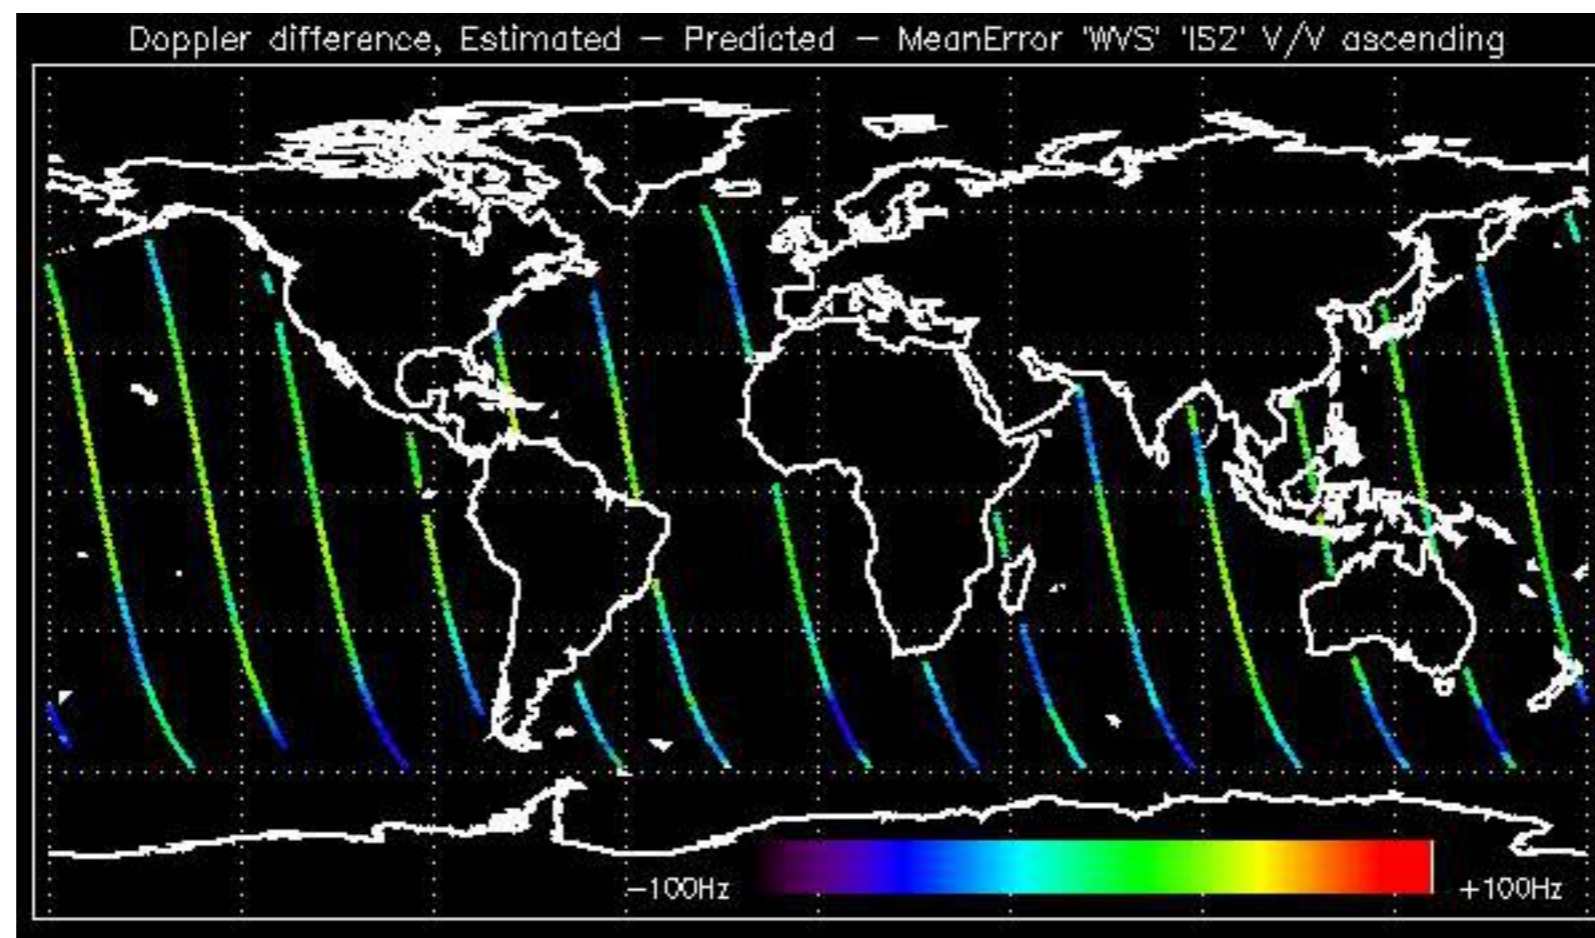 Doppler difference, Estimated – Predicted – MeanError 'WVS' 'IS2' V/V ascending
–100Hz
+100Hz